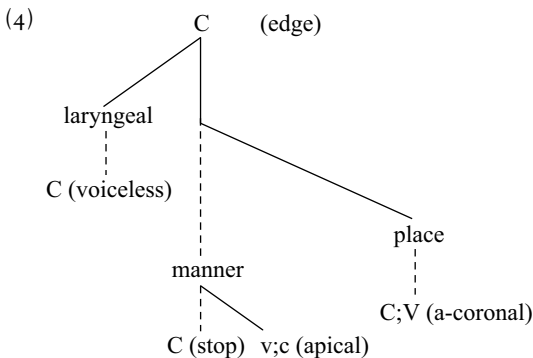 (4) C (edge)
laryngeal
C (voiceless)
place
manner
C;V (a-coronal)
C (stop) v;c (apical)